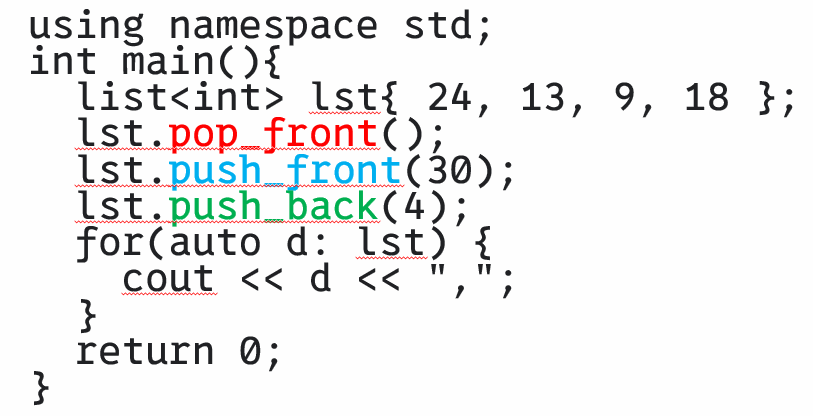 using namespace std;
int main(){
  list<int> lst{ 24, 13, 9, 18 };
  lst.pop_front();
  lst.push_front(30);
  lst.push_back(4);
  for(auto d: lst) {
    cout << d << ",";
  }
  return 0;
}